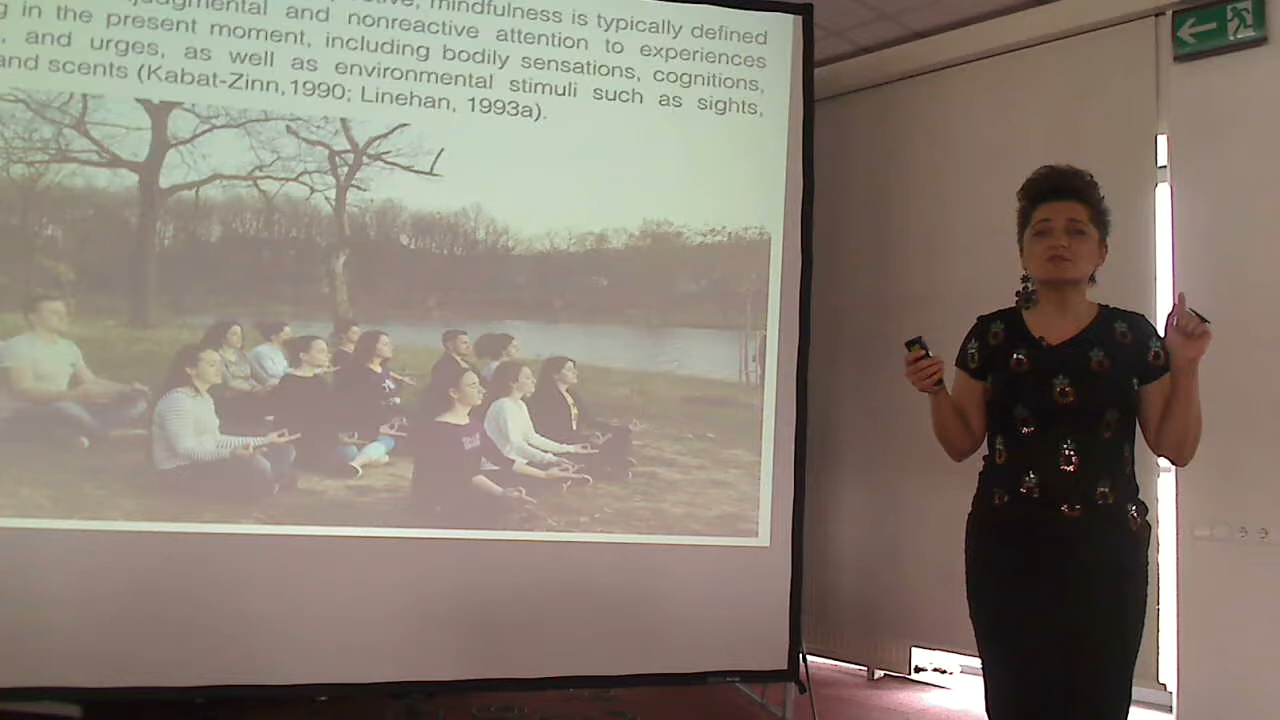 mindfulness is typically defined
and nonreactive attention to experiences
in the present moment, including bodily sensations, cognitions,
, and urges, as well as environmental stimuli such as sights,
and scents (Kabat-Zinn,1990; Linehan, 1993a).